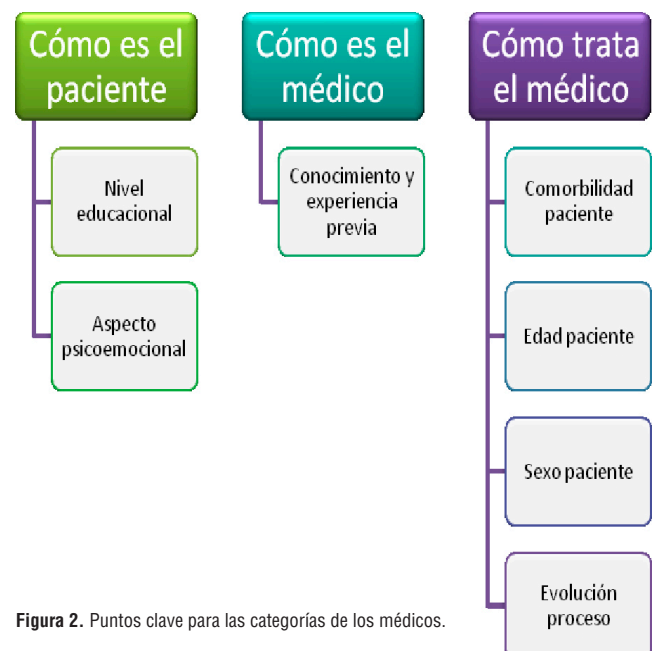 Cómo es el
paciente
Nivel
educacional
Aspecto
psicoemocional
Cómo es el
médico
Conocimiento y
experiencia
previa
Cómo trata
el médico
Comorbilidad
paciente
Edad paciente
Sexo paciente
Evolución
proceso
Figura 2. Puntos clave para las categorías de los médicos.